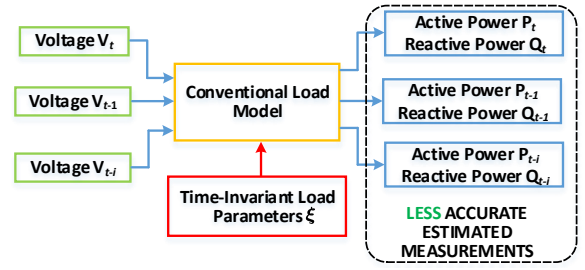 Voltage Vt
Voltage Vt-1
Voltage Vt-i
Conventional Load
Model
Time-Invariant Load
Parameters ξ
Active Power Pt
Reactive Power Qt
Active Power Pt-1
Reactive Power Qt-1
Active Power Pt-i
Reactive Power Qt-i
LESS ACCURATE
ESTIMATED
MEASUREMENTS